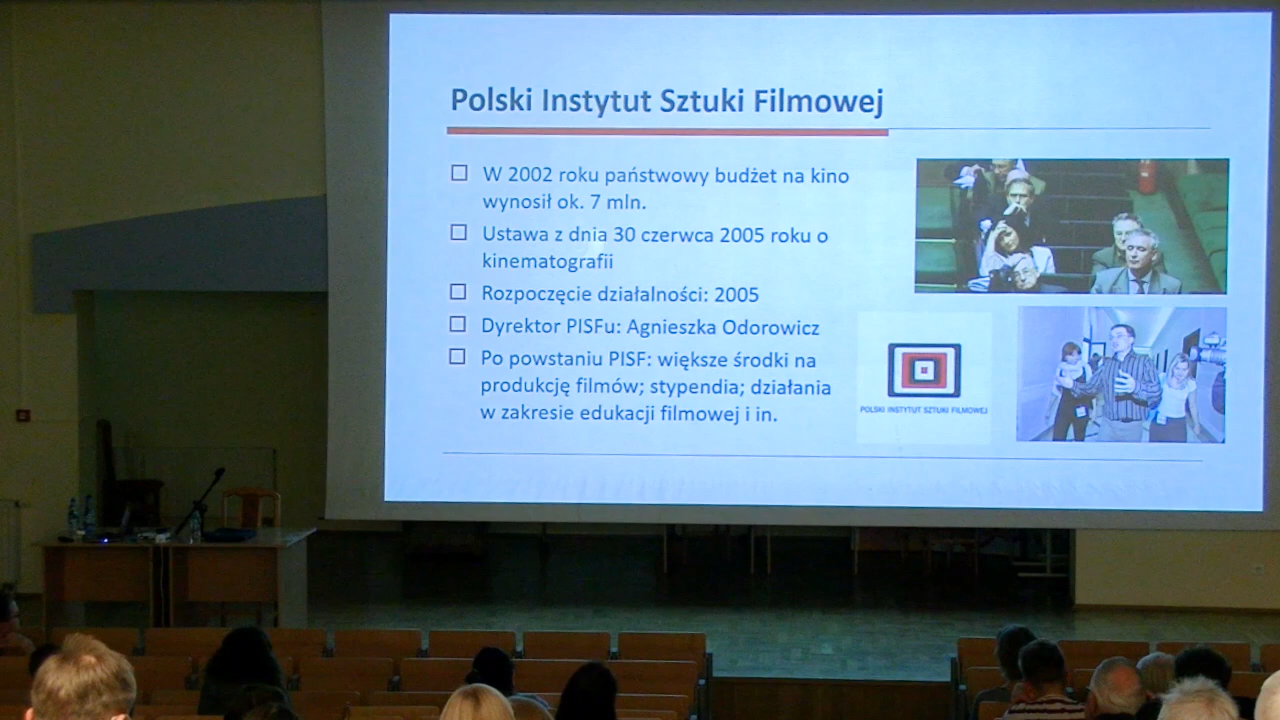 Polski Instytut Sztuki Filmowej
W 2002 roku państwowy budżet na kino
wynosił ok. 7 mln.
Ustawa z dnia 30 czerwca 2005 roku o
kinematografii
Rozpoczęcie działalności: 2005
Dyrektor PISFu: Agnieszka Odorowicz
Po powstaniu PISF: większe środki na
produkcję filmów; stypendia; działania
w zakresie edukacji filmowej i in.
POLSKI INSTYTUT SZTUKI FILMOWEJ